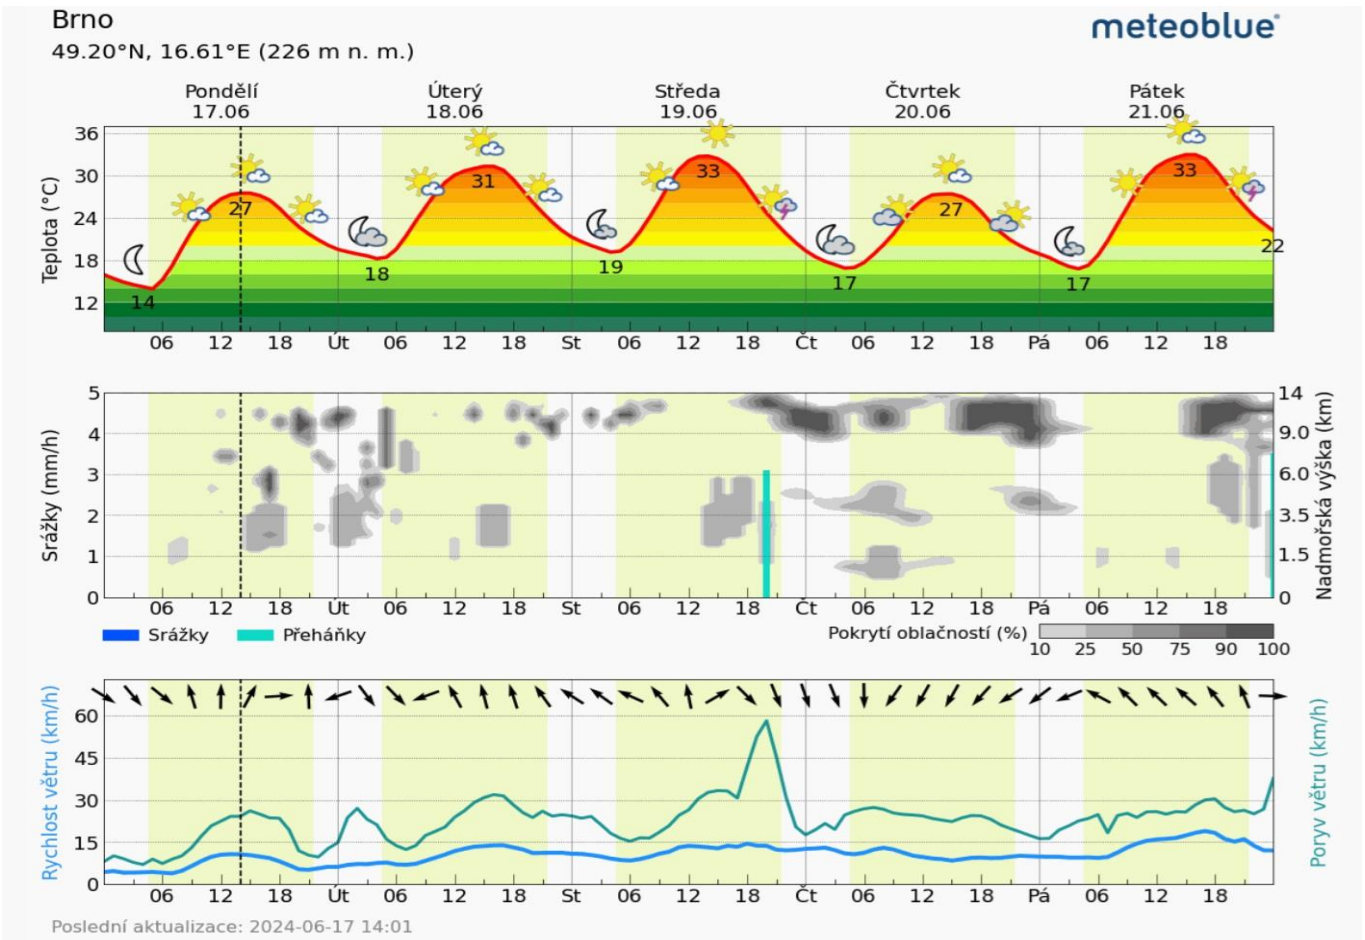 Brno
meteoblue
49.20°N, 16.61°E (226 m n. m.)
Pondělí Úterý Středa Čtvrtek Pátek
17.06 18.06 19.06 20.06 21.06
Teplota (°C)
36
30
24
18
12
27 31 33 27 33
14 18 19 17 17 22
06 12 18 Út 06 12 18 St 06 12 18 Čt 06 12 18 Pá 06 12 18
Srážky (mm/h)
5 14
4 9.0
3 6.0
2 3.5
1 1.5
0 0
Nadmořská výška (km)
06 12 18 Út 06 12 18 St 06 12 18 Čt 06 12 18 Pá 06 12 18
Srážky Přeháňky Pokrytí oblačností (%)
10 25 50 75 90 100
Rychlost větru (km/h)
60
45
30
15
0
Poryv větru (km/h)
06 12 18 Út 06 12 18 St 06 12 18 Čt 06 12 18 Pá 06 12 18
Poslední aktualizace: 2024-06-17 14:01